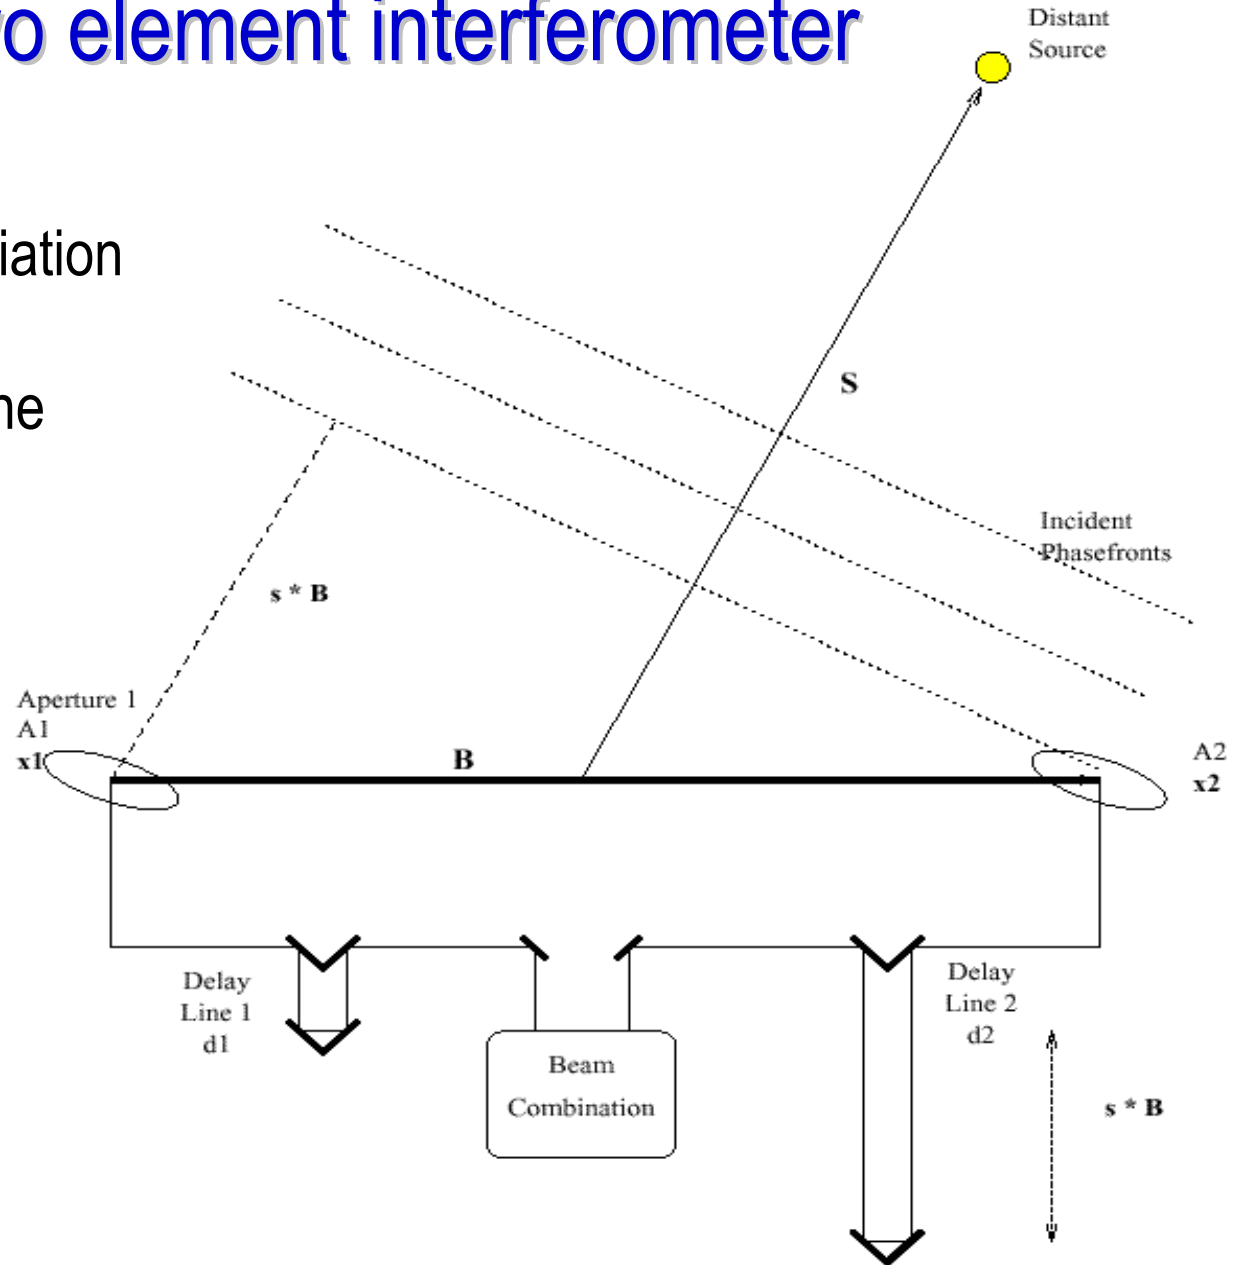 vo element interferometer
Distant
Source
iation
ne
S
Incident
Phasefronts
s * B
Aperture 1
A1
x1
B
A2
x2
Delay
Line 1
d1
Delay
Line 2
d2
Beam
Combination
s * B